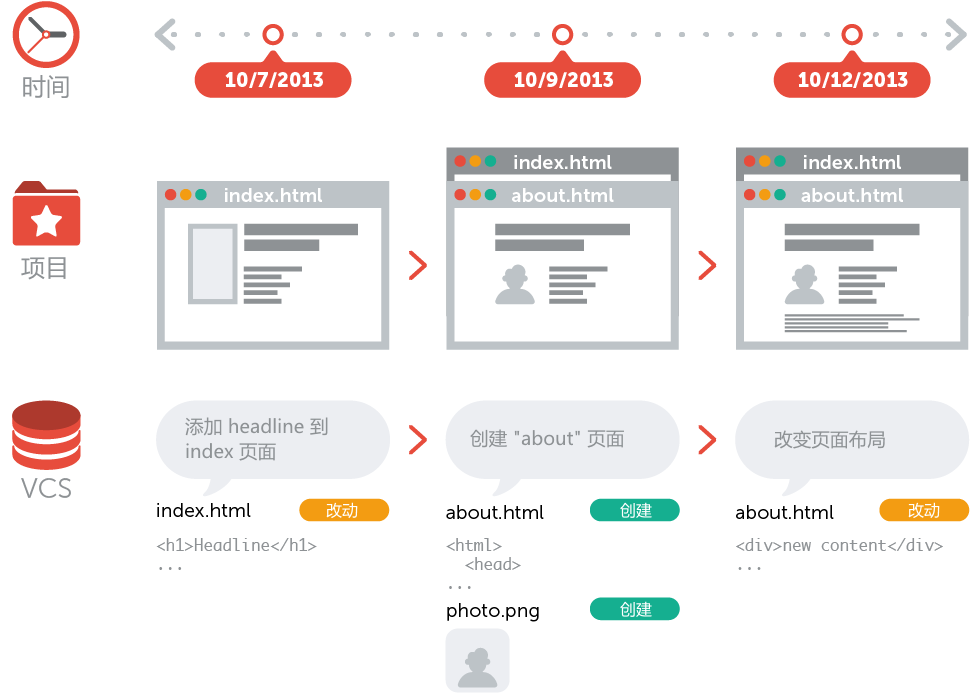 时间
10/7/2013
10/9/2013
10/12/2013
项目
index.html
index.html
about.html
index.html
about.html
VCS
添加 headline 到
index 页面
创建 "about" 页面
改变页面布局
index.html 改动
<h1>Headline</h1>
...
about.html 创建
<html>
<head>
...
photo.png 创建
about.html 改动
<div>new content</div>
...